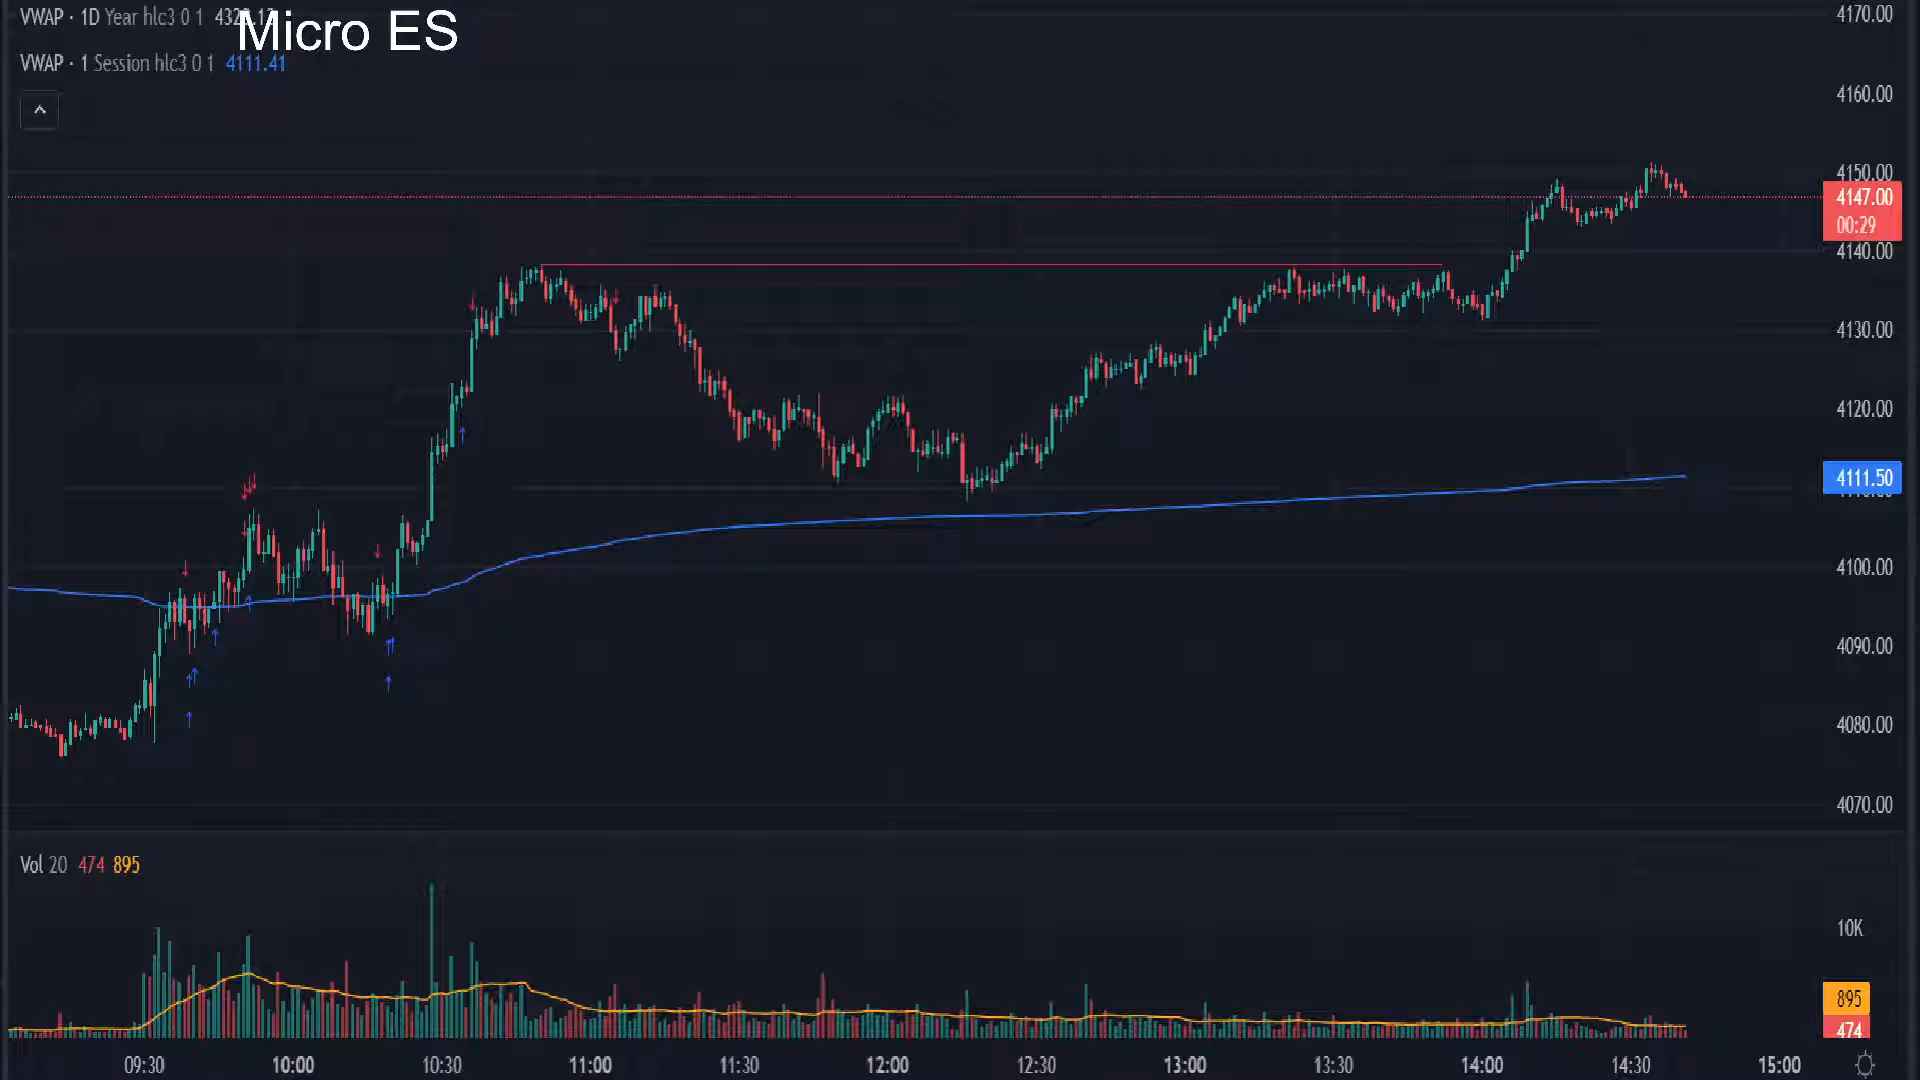 VWAP · 1D Year hlc3 0 1
Micro ES
VWAP · 1 Session hlc3 0 1 4111.41
4170.00
4160.00
4150.00
4147.00
00:29
4140.00
4130.00
4120.00
4111.50
4100.00
4090.00
4080.00
4070.00
Vol 20 474 895
10K
895
474
09:30 10:00 10:30 11:00 11:30 12:00 12:30 13:00 13:30 14:00 14:30 15:00